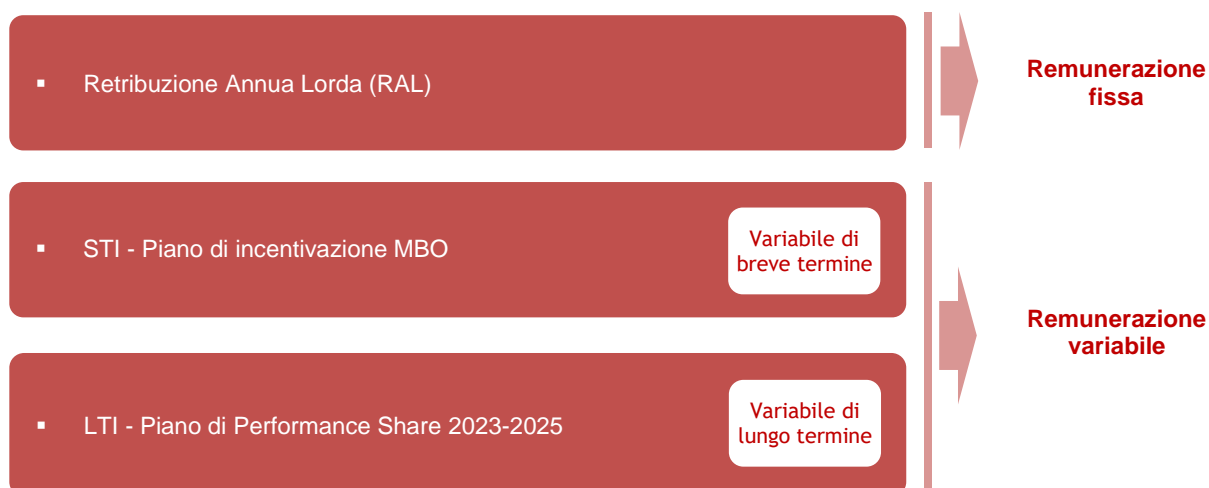 ▪ Retribuzione Annua Lorda (RAL)
Remunerazione
fissa
▪ STI - Piano di incentivazione MBO
Variabile di
breve termine
▪ LTI - Piano di Performance Share 2023-2025
Variabile di
lungo termine
Remunerazione
variabile